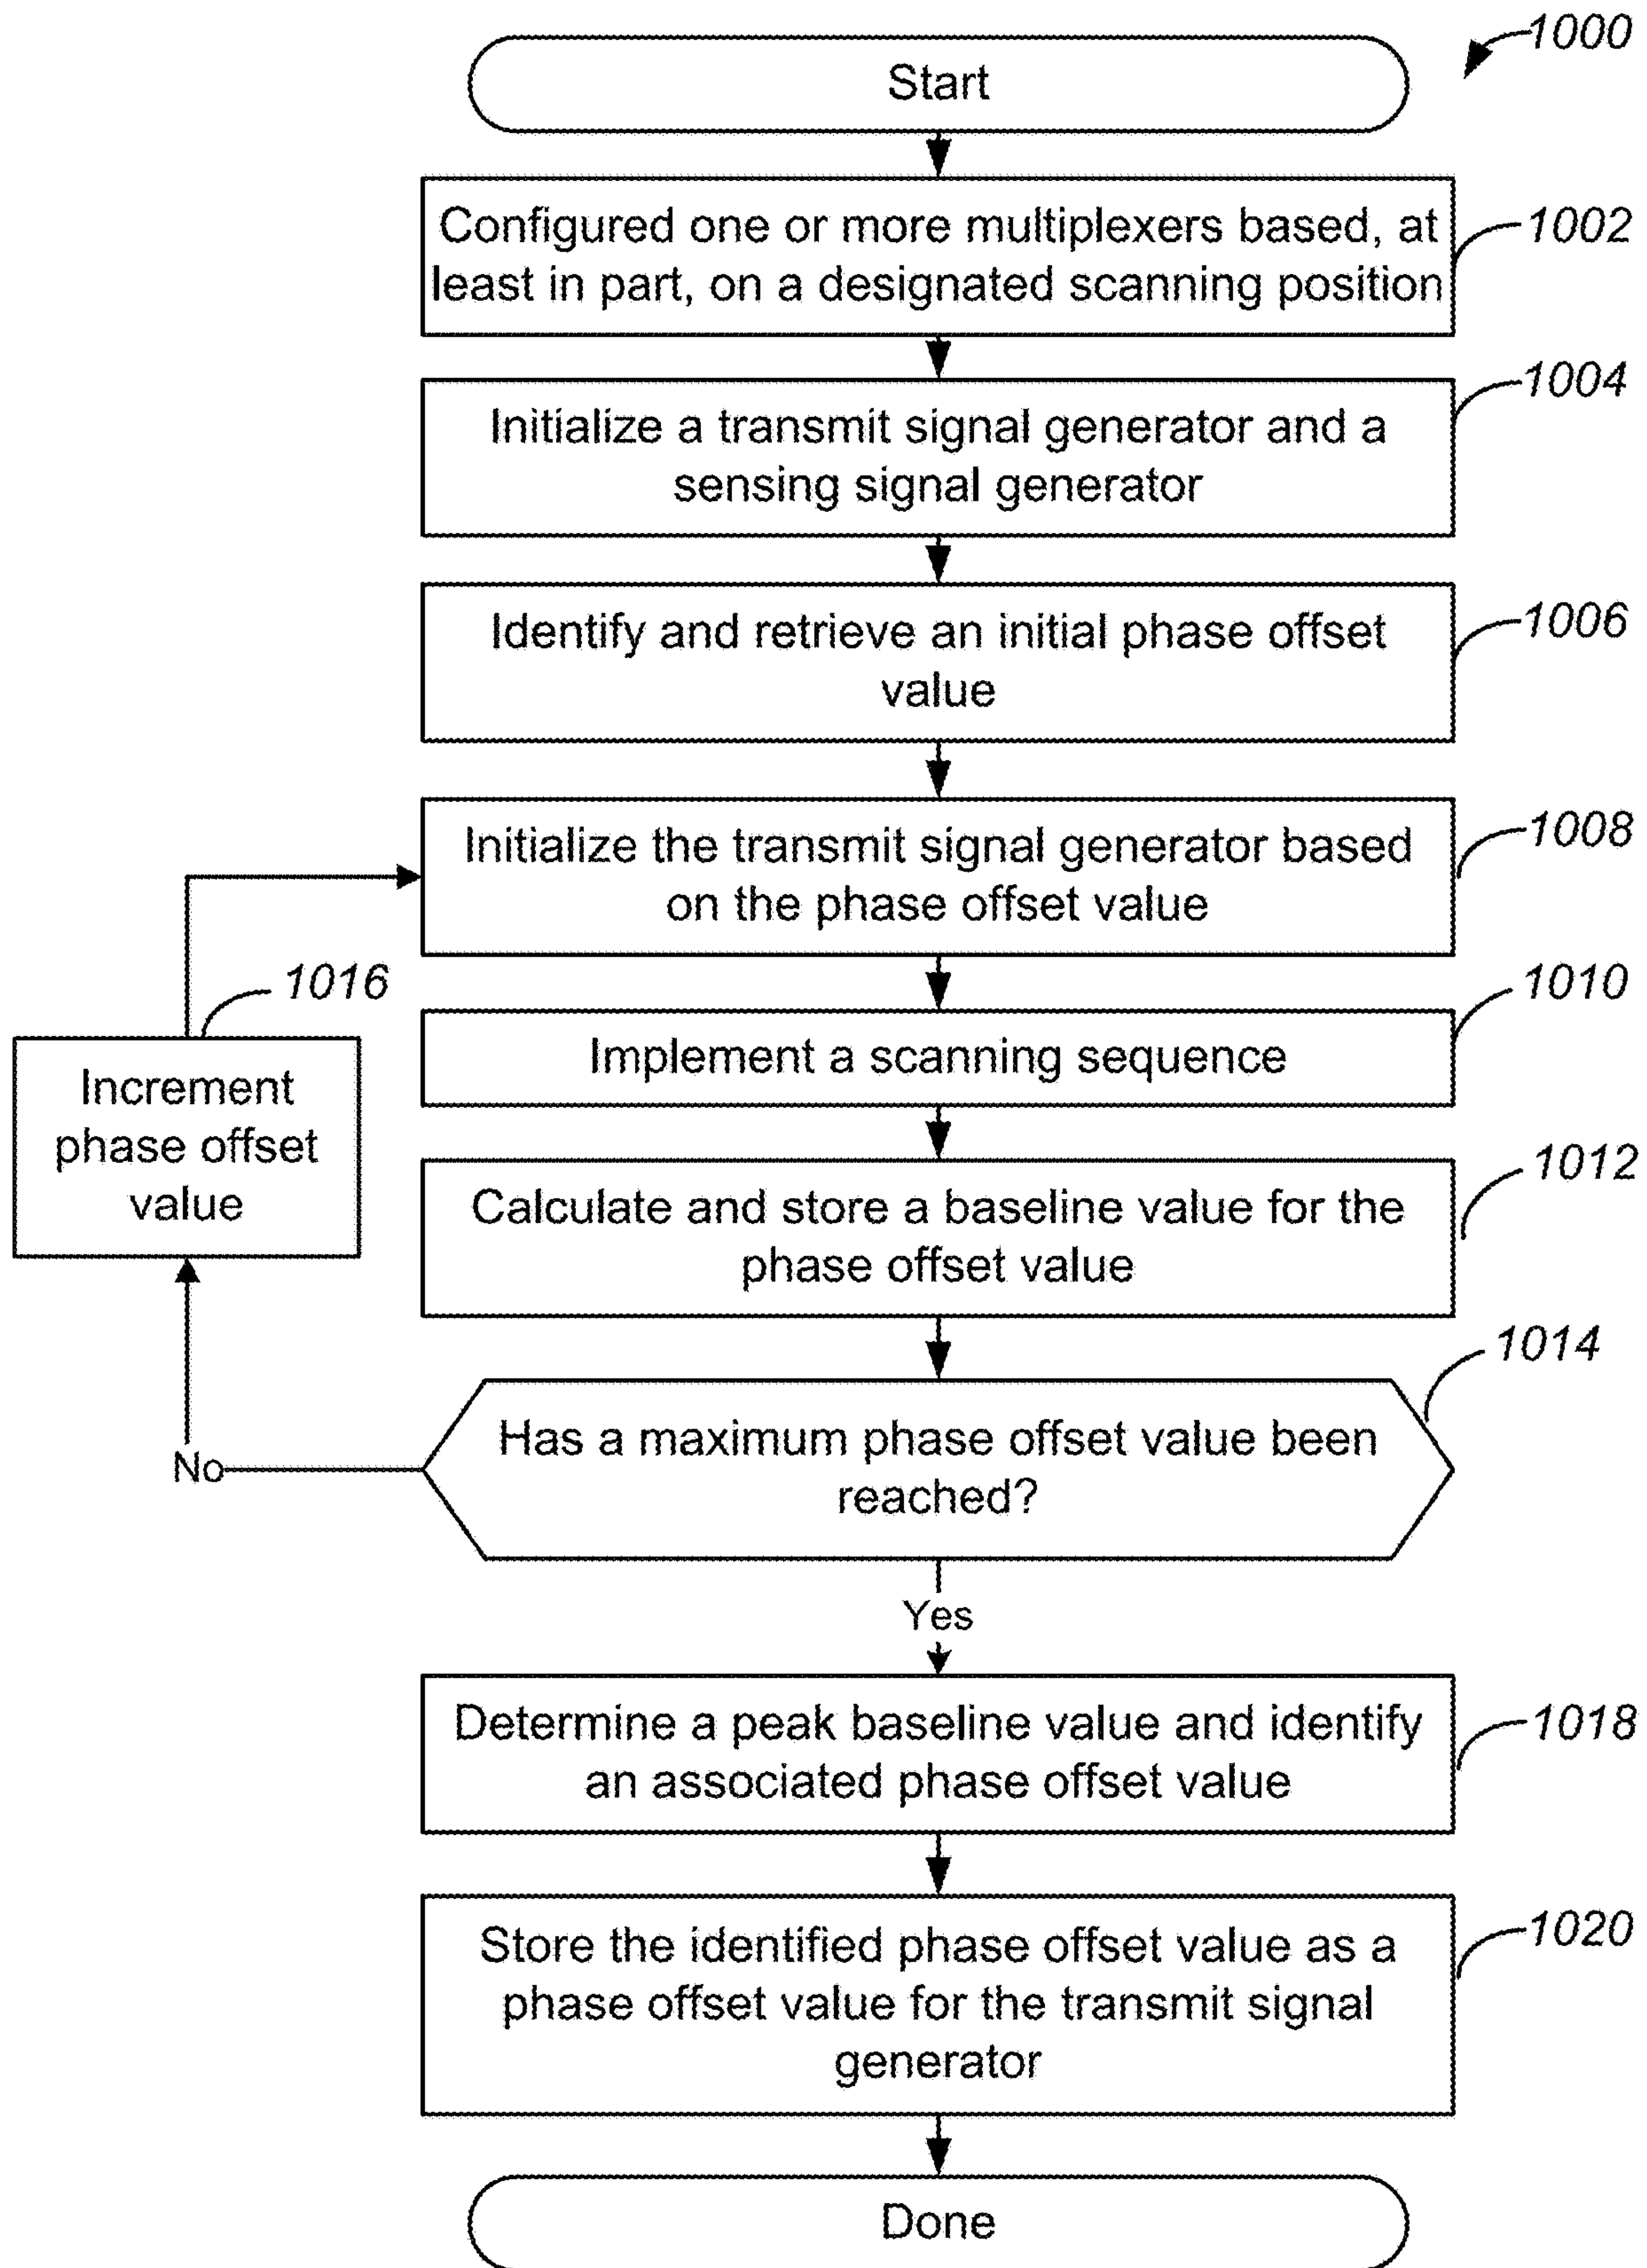 1000
Start
Configured one or more multiplexers based, at
least in part, on a designated scanning position
1002
Initialize a transmit signal generator and a
sensing signal generator
1004
Identify and retrieve an initial phase offset
value
1006
Initialize the transmit signal generator based
on the phase offset value
1008
Implement a scanning sequence
1010
Calculate and store a baseline value for the
phase offset value
1012
Has a maximum phase offset value been
reached?
1014
No
1016
Increment
phase offset
value
Yes
Determine a peak baseline value and identify
an associated phase offset value
1018
Store the identified phase offset value as a
phase offset value for the transmit signal
generator
1020
Done